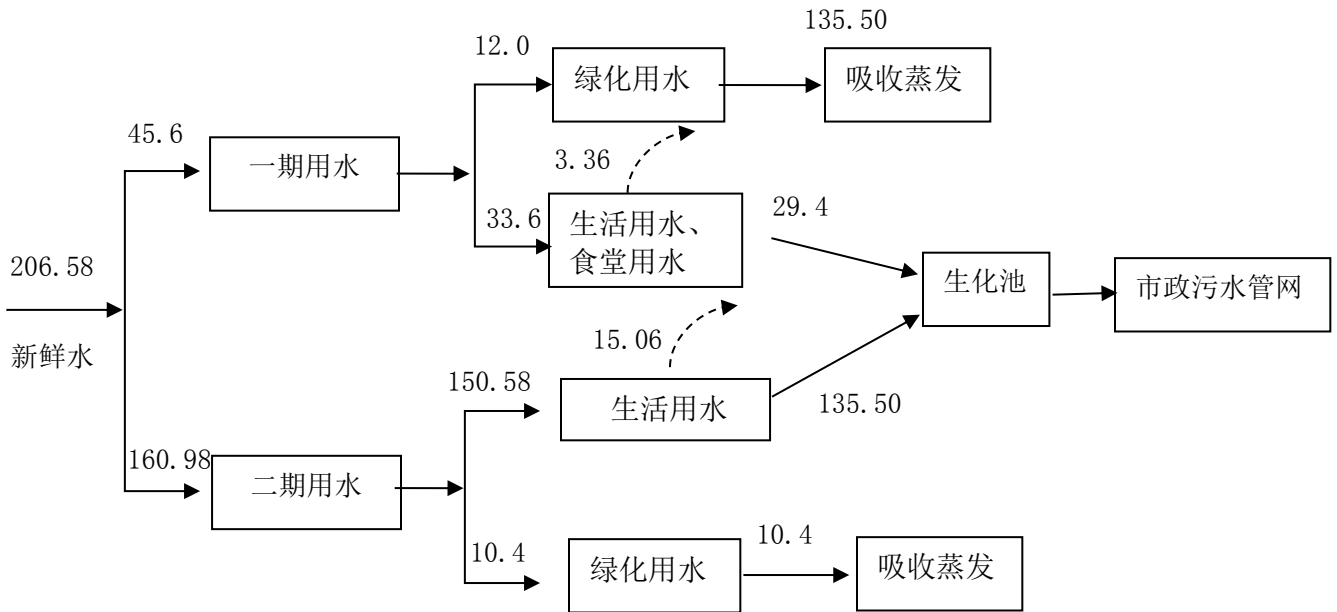 135.50
12.0
绿化用水
吸收蒸发
45.6
一期用水
3.36
33.6
生活用水、
食堂用水
29.4
206.58
生化池
市政污水管网
新鲜水
15.06
150.58
生活用水
135.50
160.98
二期用水
10.4
绿化用水
10.4
吸收蒸发